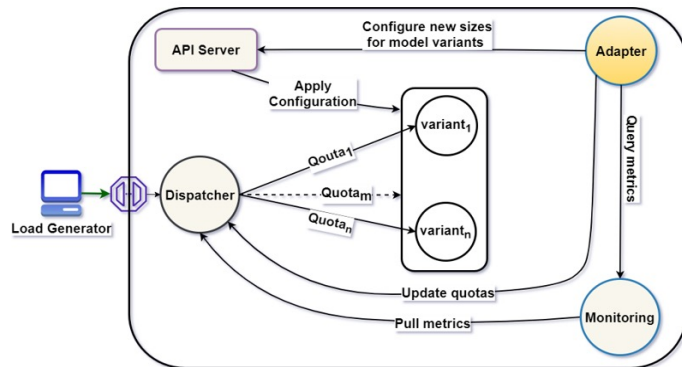 Configure new sizes
for model variants
API Server
Adapter
Apply
Configuration
variant₁
Qouta₁
Query metrics
Dispatcher
Quotaₘ
Load Generator
Quotaₙ
variantₙ
Update quotas
Pull metrics
Monitoring